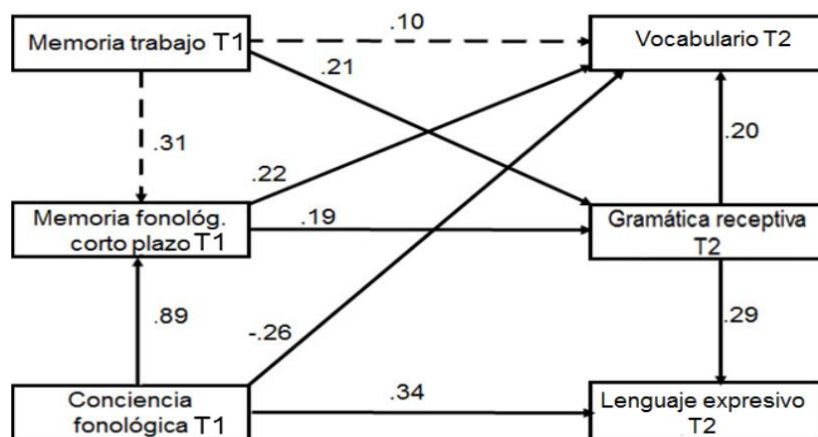 Memoria trabajo T1
.10
Vocabulario T2
.21
.31
.20
.22
Memoria fonológ.
corto plazo T1
.19
Gramática receptiva
T2
.89
-.26
.29
Conciencia
fonológica T1
.34
Lenguaje expresivo
T2